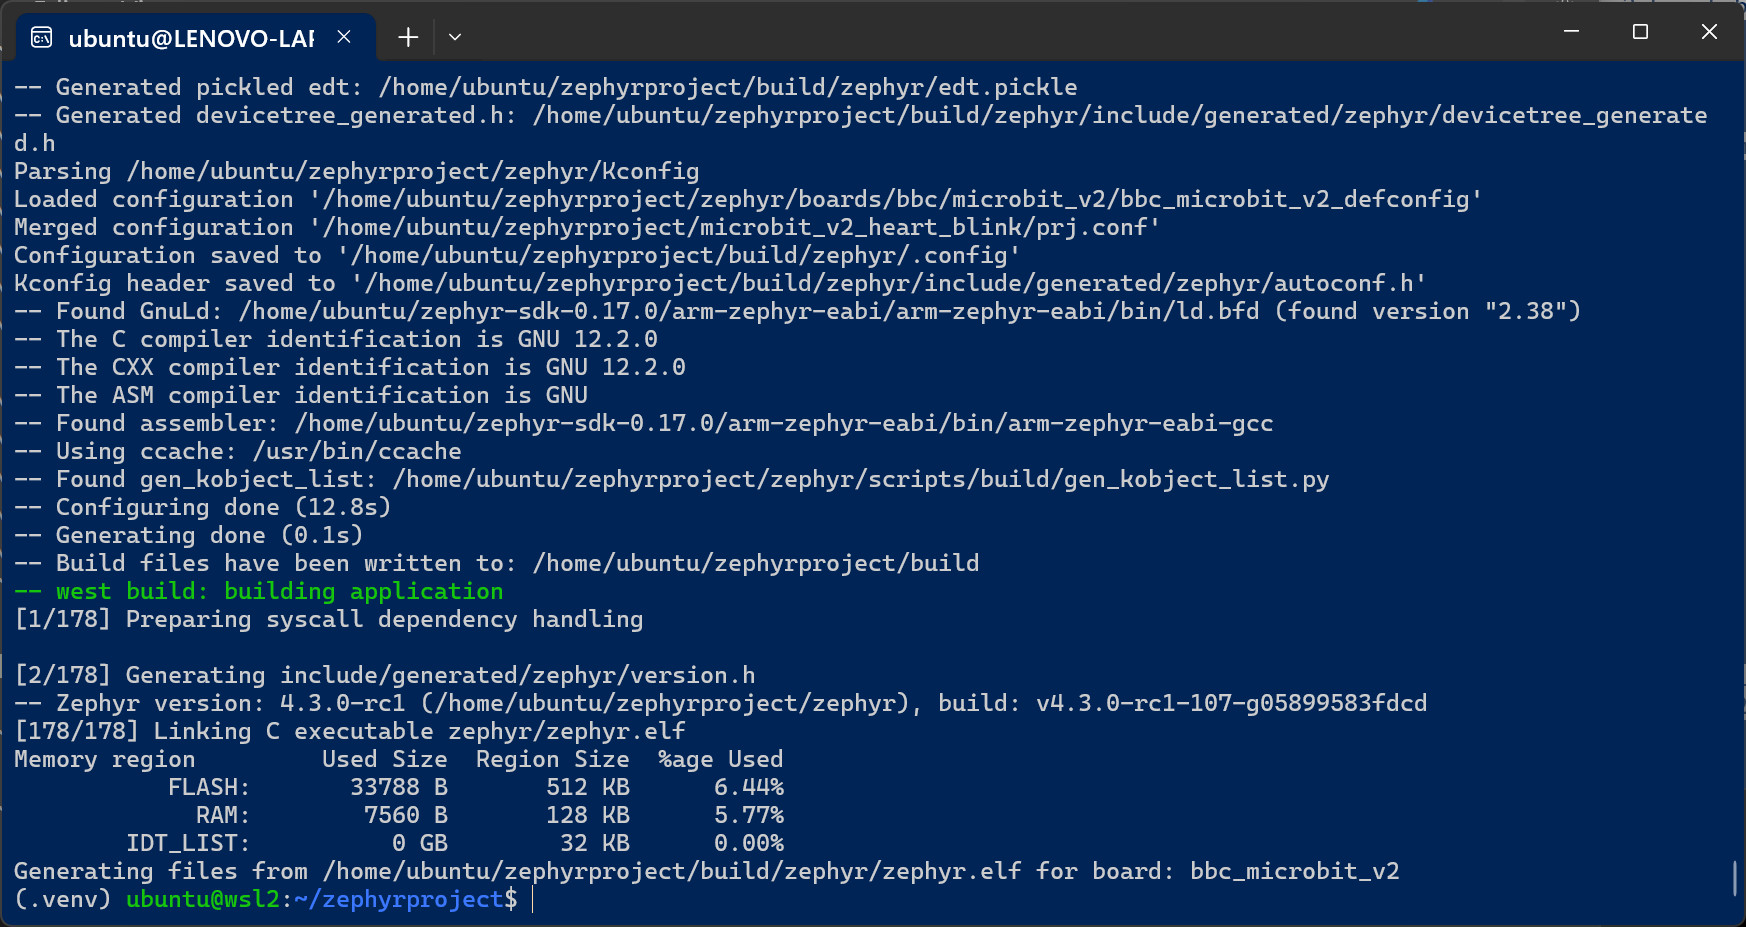 ubuntu@LENOVO-LAP
-- Generated pickled edt: /home/ubuntu/zephyrproject/build/zephyr/edt.pickle
-- Generated devicetree_generated.h: /home/ubuntu/zephyrproject/build/zephyr/include/generated/zephyr/devicetree_generate
d.h
Parsing /home/ubuntu/zephyrproject/zephyr/Kconfig
Loaded configuration '/home/ubuntu/zephyrproject/zephyr/boards/bbc/microbit_v2/bbc_microbit_v2_defconfig'
Merged configuration '/home/ubuntu/zephyrproject/microbit_v2_heart_blink/prj.conf'
Configuration saved to '/home/ubuntu/zephyrproject/build/zephyr/.config'
Kconfig header saved to '/home/ubuntu/zephyrproject/build/zephyr/include/generated/zephyr/autoconf.h'
-- Found GnuLd: /home/ubuntu/zephyr-sdk-0.17.0/arm-zephyr-eabi/arm-zephyr-eabi/bin/ld.bfd (found version "2.38")
-- The C compiler identification is GNU 12.2.0
-- The CXX compiler identification is GNU 12.2.0
-- The ASM compiler identification is GNU
-- Found assembler: /home/ubuntu/zephyr-sdk-0.17.0/arm-zephyr-eabi/bin/arm-zephyr-eabi-gcc
-- Using ccache: /usr/bin/ccache
-- Found gen_kobject_list: /home/ubuntu/zephyrproject/zephyr/scripts/build/gen_kobject_list.py
-- Configuring done (12.8s)
-- Generating done (0.1s)
-- Build files have been written to: /home/ubuntu/zephyrproject/build
-- west build: building application
[1/178] Preparing syscall dependency handling
[2/178] Generating include/generated/zephyr/version.h
-- Zephyr version: 4.3.0-rc1 (/home/ubuntu/zephyrproject/zephyr), build: v4.3.0-rc1-107-g05899583fdcd
[178/178] Linking C executable zephyr/zephyr.elf
Memory region         Used Size  Region Size  %age Used
           FLASH:       33788 B       512 KB      6.44%
             RAM:        7560 B       128 KB      5.77%
        IDT_LIST:          0 GB        32 KB      0.00%
Generating files from /home/ubuntu/zephyrproject/build/zephyr/zephyr.elf for board: bbc_microbit_v2
(.venv) ubuntu@wsl2:~/zephyrproject$